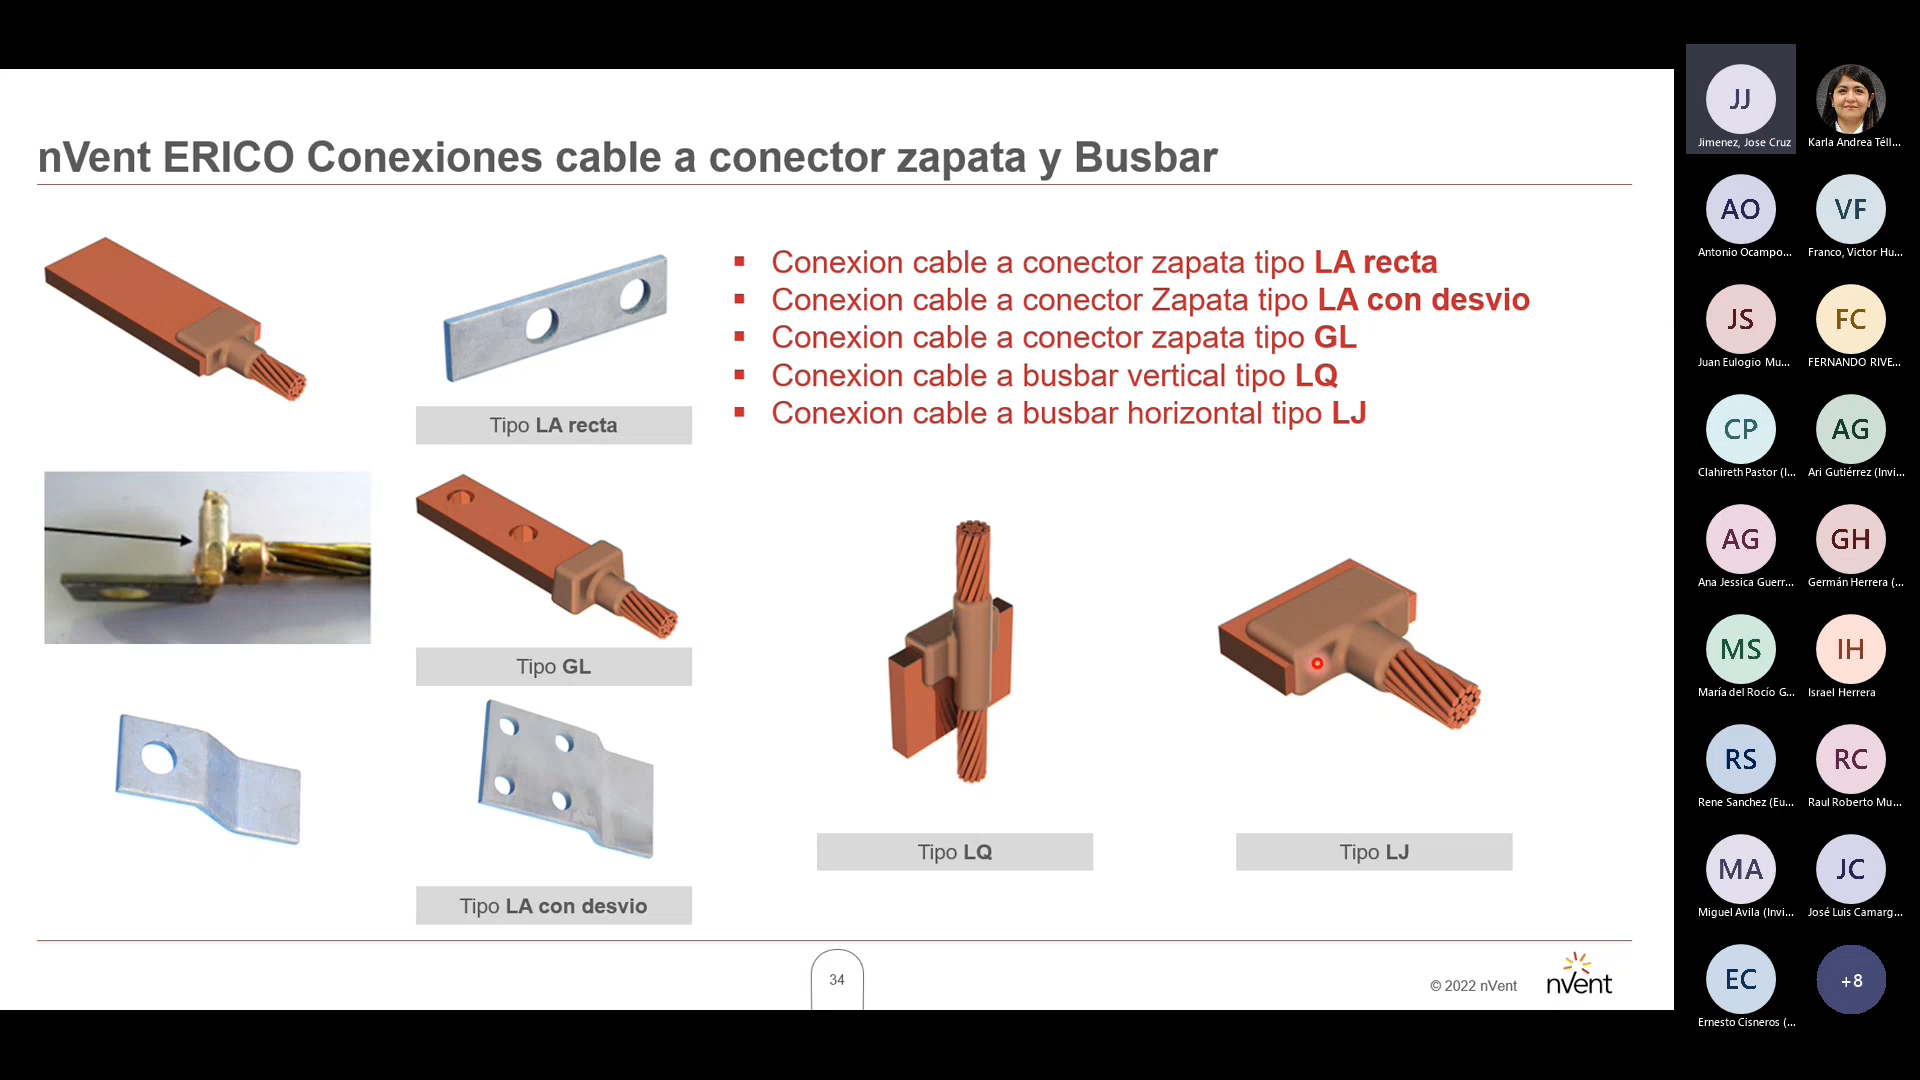 nVent ERICO Conexiones cable a conector zapata y Busbar
▪ Conexion cable a conector zapata tipo LA recta
▪ Conexion cable a conector Zapata tipo LA con desvio
▪ Conexion cable a conector zapata tipo GL
▪ Conexion cable a busbar vertical tipo LQ
▪ Conexion cable a busbar horizontal tipo LJ
Tipo LA recta
Tipo GL
Tipo LA con desvio
Tipo LQ
Tipo LJ
34
© 2022 nVent
nVent
JJ
Jimenez, Jose Cruz
Karla Andrea Téll...
AO
Antonio Ocampo...
VF
Franco, Victor Hu...
JS
Juan Eulogio Mu...
FC
FERNANDO RIVE...
CP
Clahireth Pastor (I...
AG
Ari Gutiérrez (Invi...
AG
Ana Jessica Guerr...
GH
Germán Herrera (...
MS
María del Rocío G...
IH
Israel Herrera
RS
Rene Sanchez (Eu...
RC
Raul Roberto Mu...
MA
Miguel Avila (Invi...
JC
José Luis Camarg...
EC
Ernesto Cisneros (...
+8